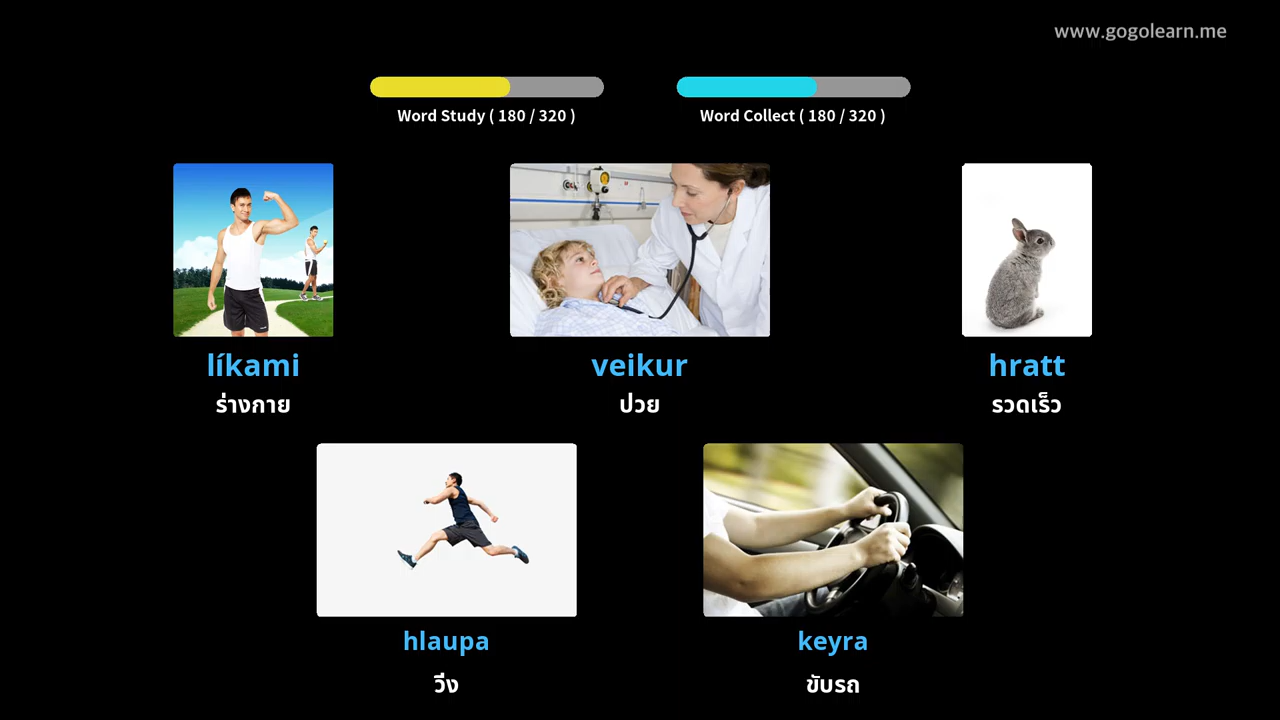 www.gogolearn.me
Word Study ( 180 / 320 )
Word Collect ( 180 / 320 )
líkami
veikur
hratt
ร่างกาย
ป่วย
รวดเร็ว
hlaupa
keyra
วิ่ง
ขับรถ